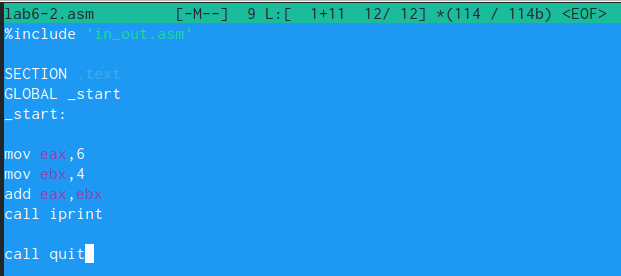 lab6-2.asm [-M--] 9 L:[ 1+11 12/ 12] *(114 / 114b) <EOF>
%include 'in_out.asm'
SECTION .text
GLOBAL _start
_start:
mov eax,6
mov ebx,4
add eax,ebx
call iprint
call quit